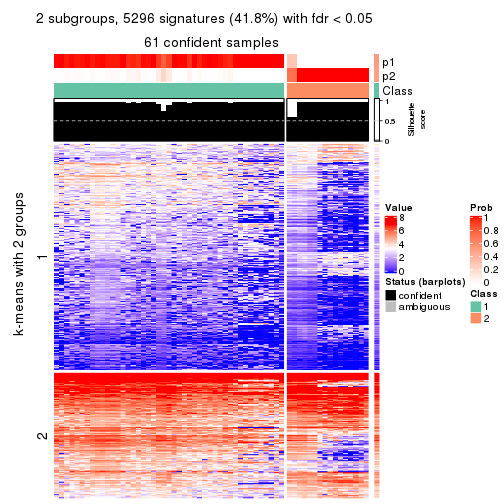 2 subgroups, 5296 signatures (41.8%) with fdr < 0.05
61 confident samples
p1
p2
Class
1
0.5
0
Silhouette
score
k-means with 2 groups
1
2
Value
8
6
4
2
0
Status (barplots)
confident
ambiguous
Prob
1
0.8
0.6
0.4
0.2
0
Class
1
2